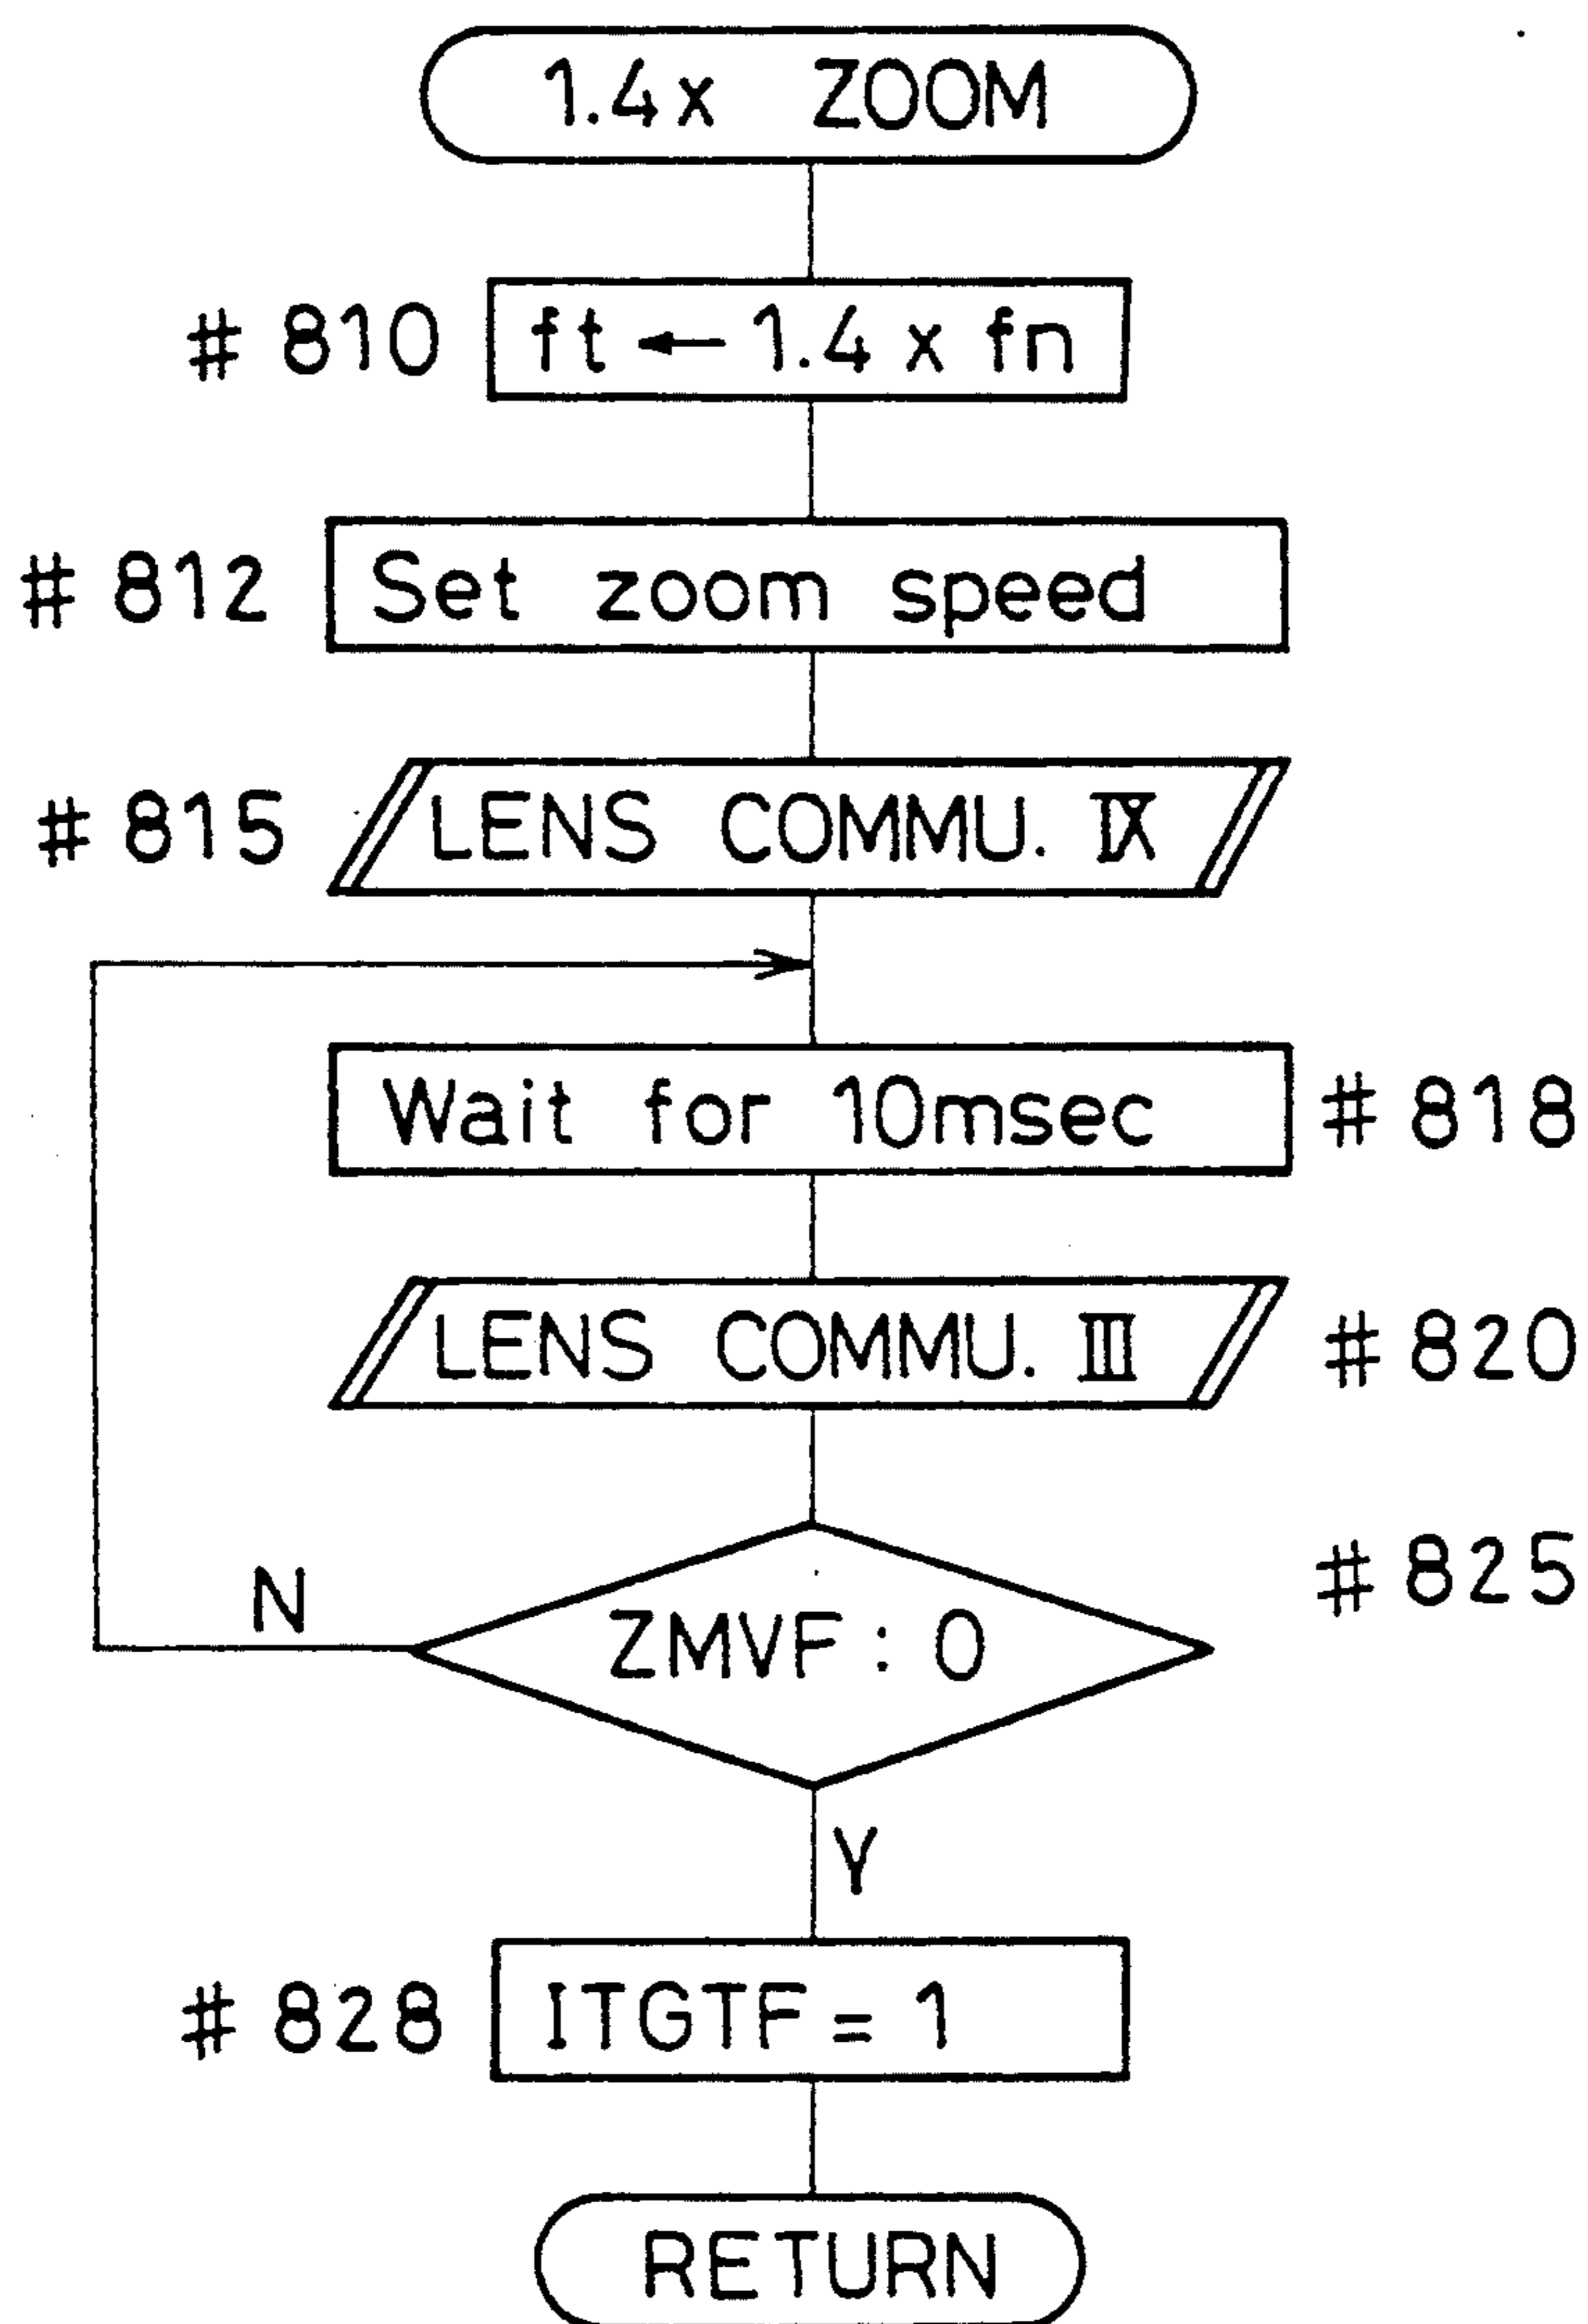 1.4x ZOOM
#810 ft ← 1.4 x fn
#812 Set zoom speed
#815 LENS COMMU. IX
Wait for 10msec #818
LENS COMMU. III #820
#825
N ZMVF : 0
Y
#828 ITGTF = 1
RETURN